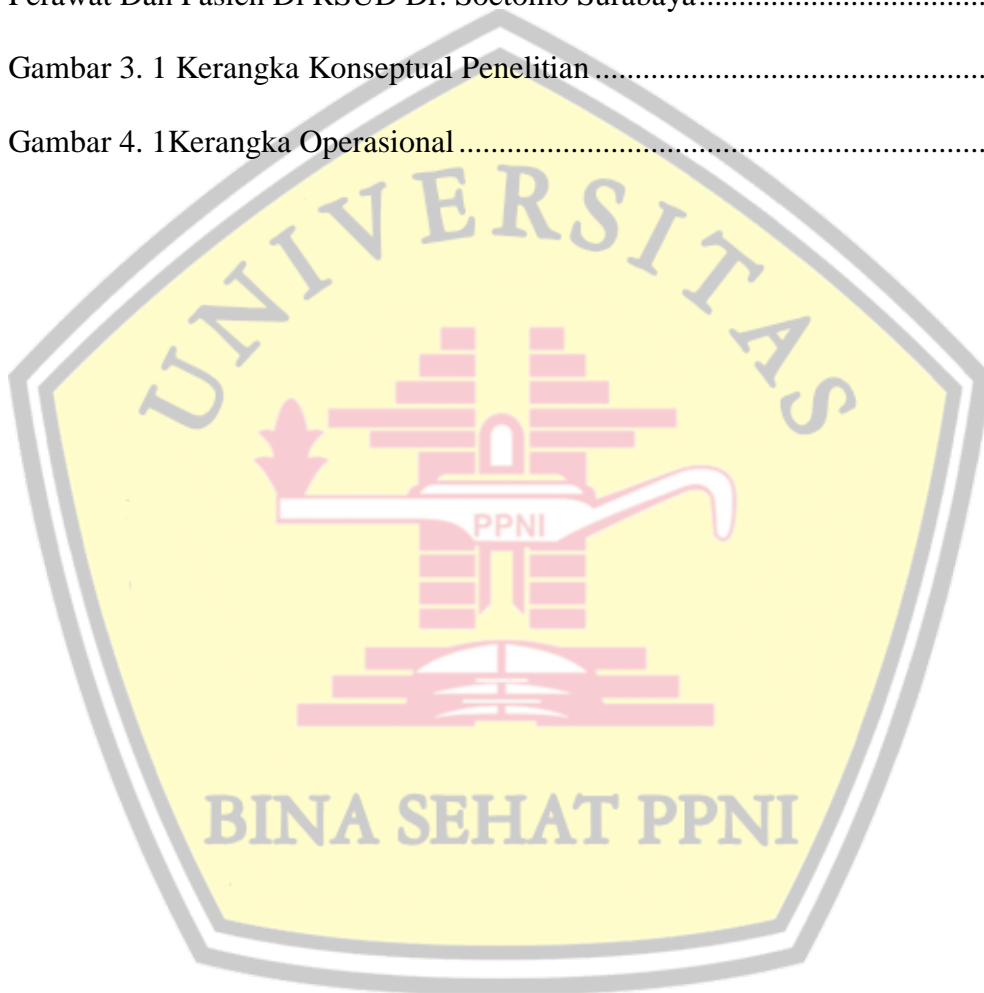 Perawat Dan Pasien Di RSUD Dr. Soetomo Surabaya......................................
Gambar 3. 1 Kerangka Konseptual Penelitian ................................................
Gambar 4. 1Kerangka Operasional .................................................................
UNIVERSITAS
PPNI
BINA SEHAT PPNI